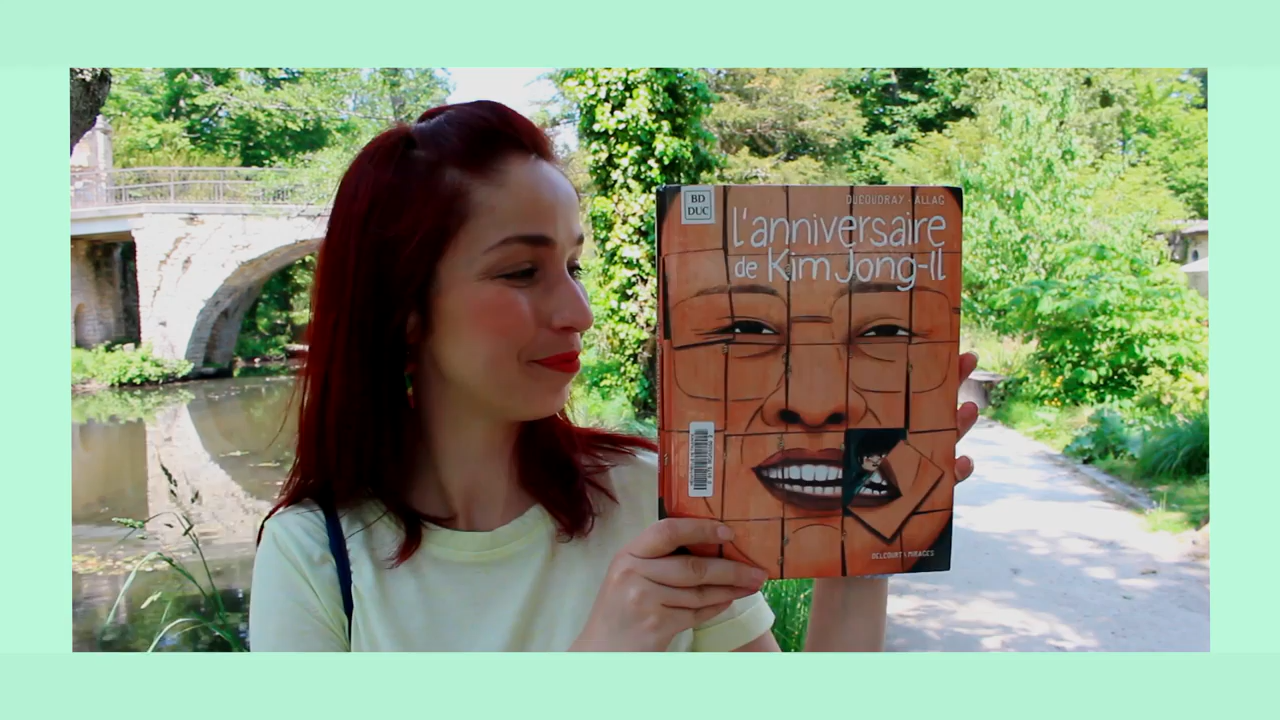 BD
DUC
DUCOUDRAY - ALLAG
l'anniversaire
de Kim Jong-Il
DELCOURT MIRAGES